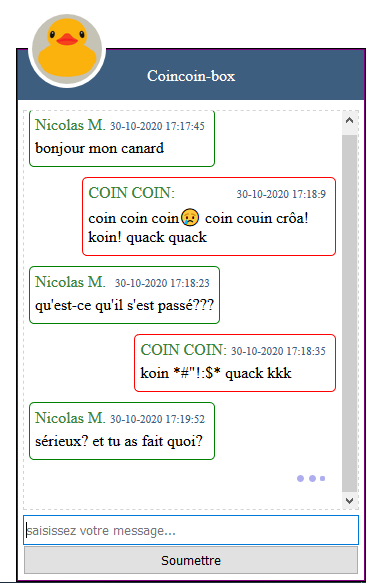 Coincoin-box
Nicolas M. 30-10-2020 17:17:45
bonjour mon canard
COIN COIN: 30-10-2020 17:18:9
coin coin coin😢 coin couin crôa!
koin! quack quack
Nicolas M. 30-10-2020 17:18:23
qu'est-ce qu'il s'est passé???
COIN COIN: 30-10-2020 17:18:35
koin *#"!:$* quack kkk
Nicolas M. 30-10-2020 17:19:52
sérieux? et tu as fait quoi?
saisissez votre message...
Soumettre